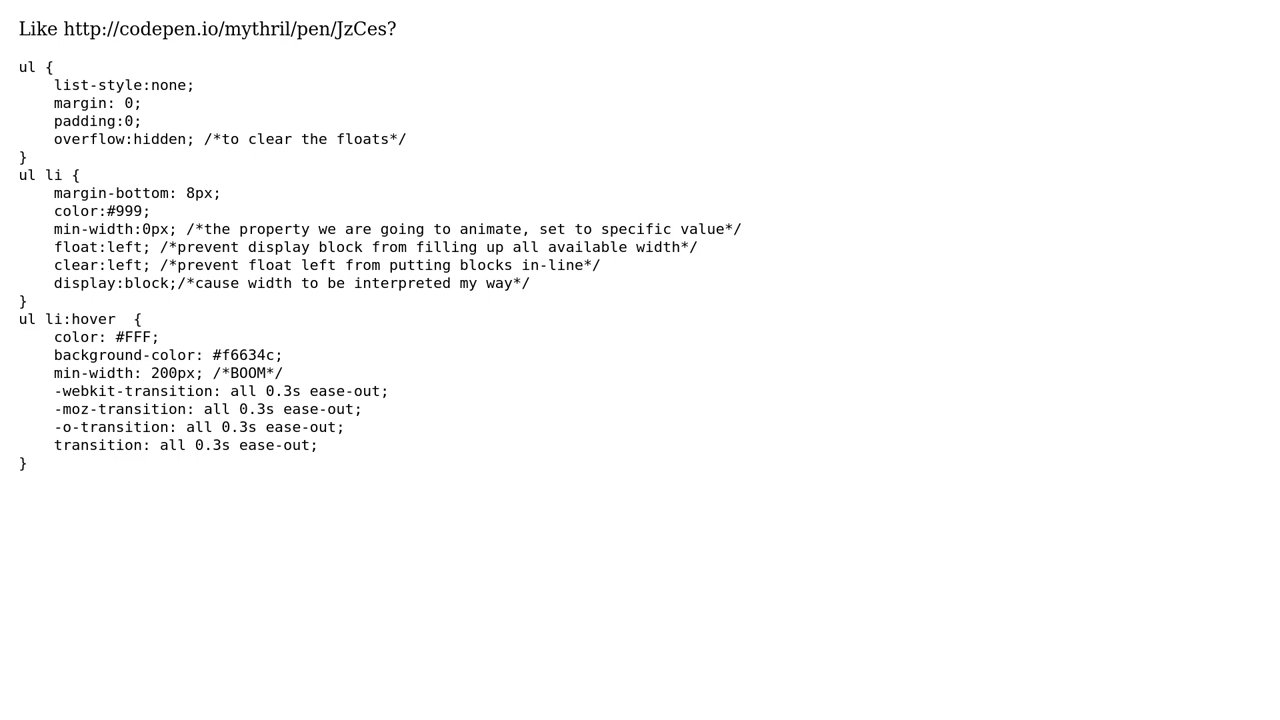 Like http://codepen.io/mythril/pen/JzCes?
ul {
    list-style:none;
    margin: 0;
    padding:0;
    overflow:hidden; /*to clear the floats*/
}
ul li {
    margin-bottom: 8px;
    color:#999;
    min-width:0px; /*the property we are going to animate, set to specific value*/
    float:left; /*prevent display block from filling up all available width*/
    clear:left; /*prevent float left from putting blocks in-line*/
    display:block;/*cause width to be interpreted my way*/
}
ul li:hover  {
    color: #FFF;
    background-color: #f6634c;
    min-width: 200px; /*BOOM*/
    -webkit-transition: all 0.3s ease-out;
    -moz-transition: all 0.3s ease-out;
    -o-transition: all 0.3s ease-out;
    transition: all 0.3s ease-out;
}